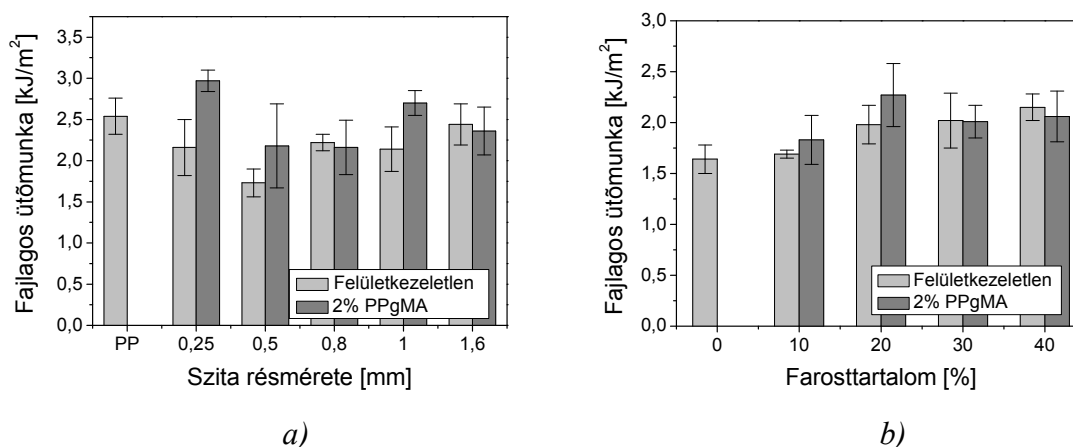 3,5
3,0
2,5
2,0
1,5
1,0
0,5
0,0
Fajlagos ütõmunka [kJ/m²]
Felületkezeletlen
2% PPgMA
PP 0,25 0,5 0,8 1 1,6
Szita résmérete [mm]
a)
3,0
2,5
2,0
1,5
1,0
0,5
0,0
Fajlagos ütõmunka [kJ/m²]
Felületkezeletlen
2% PPgMA
0 10 20 30 40
Farosttartalom [%]
b)